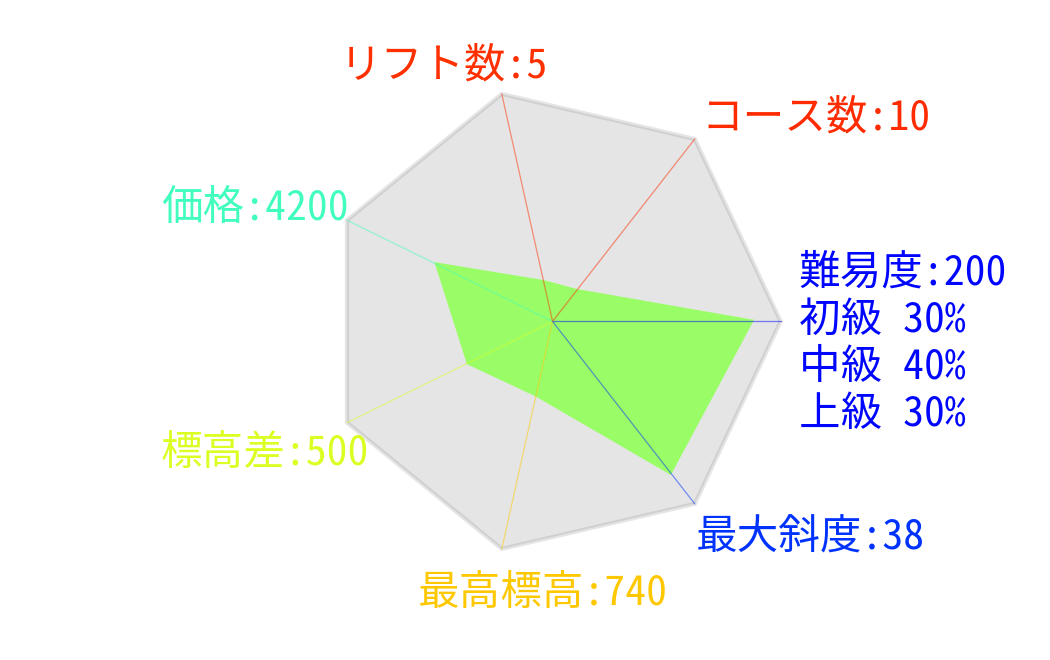 リフト数:5
コース数:10
価格:4200
難易度:200
初級 30%
中級 40%
上級 30%
標高差:500
最大斜度:38
最高標高:740